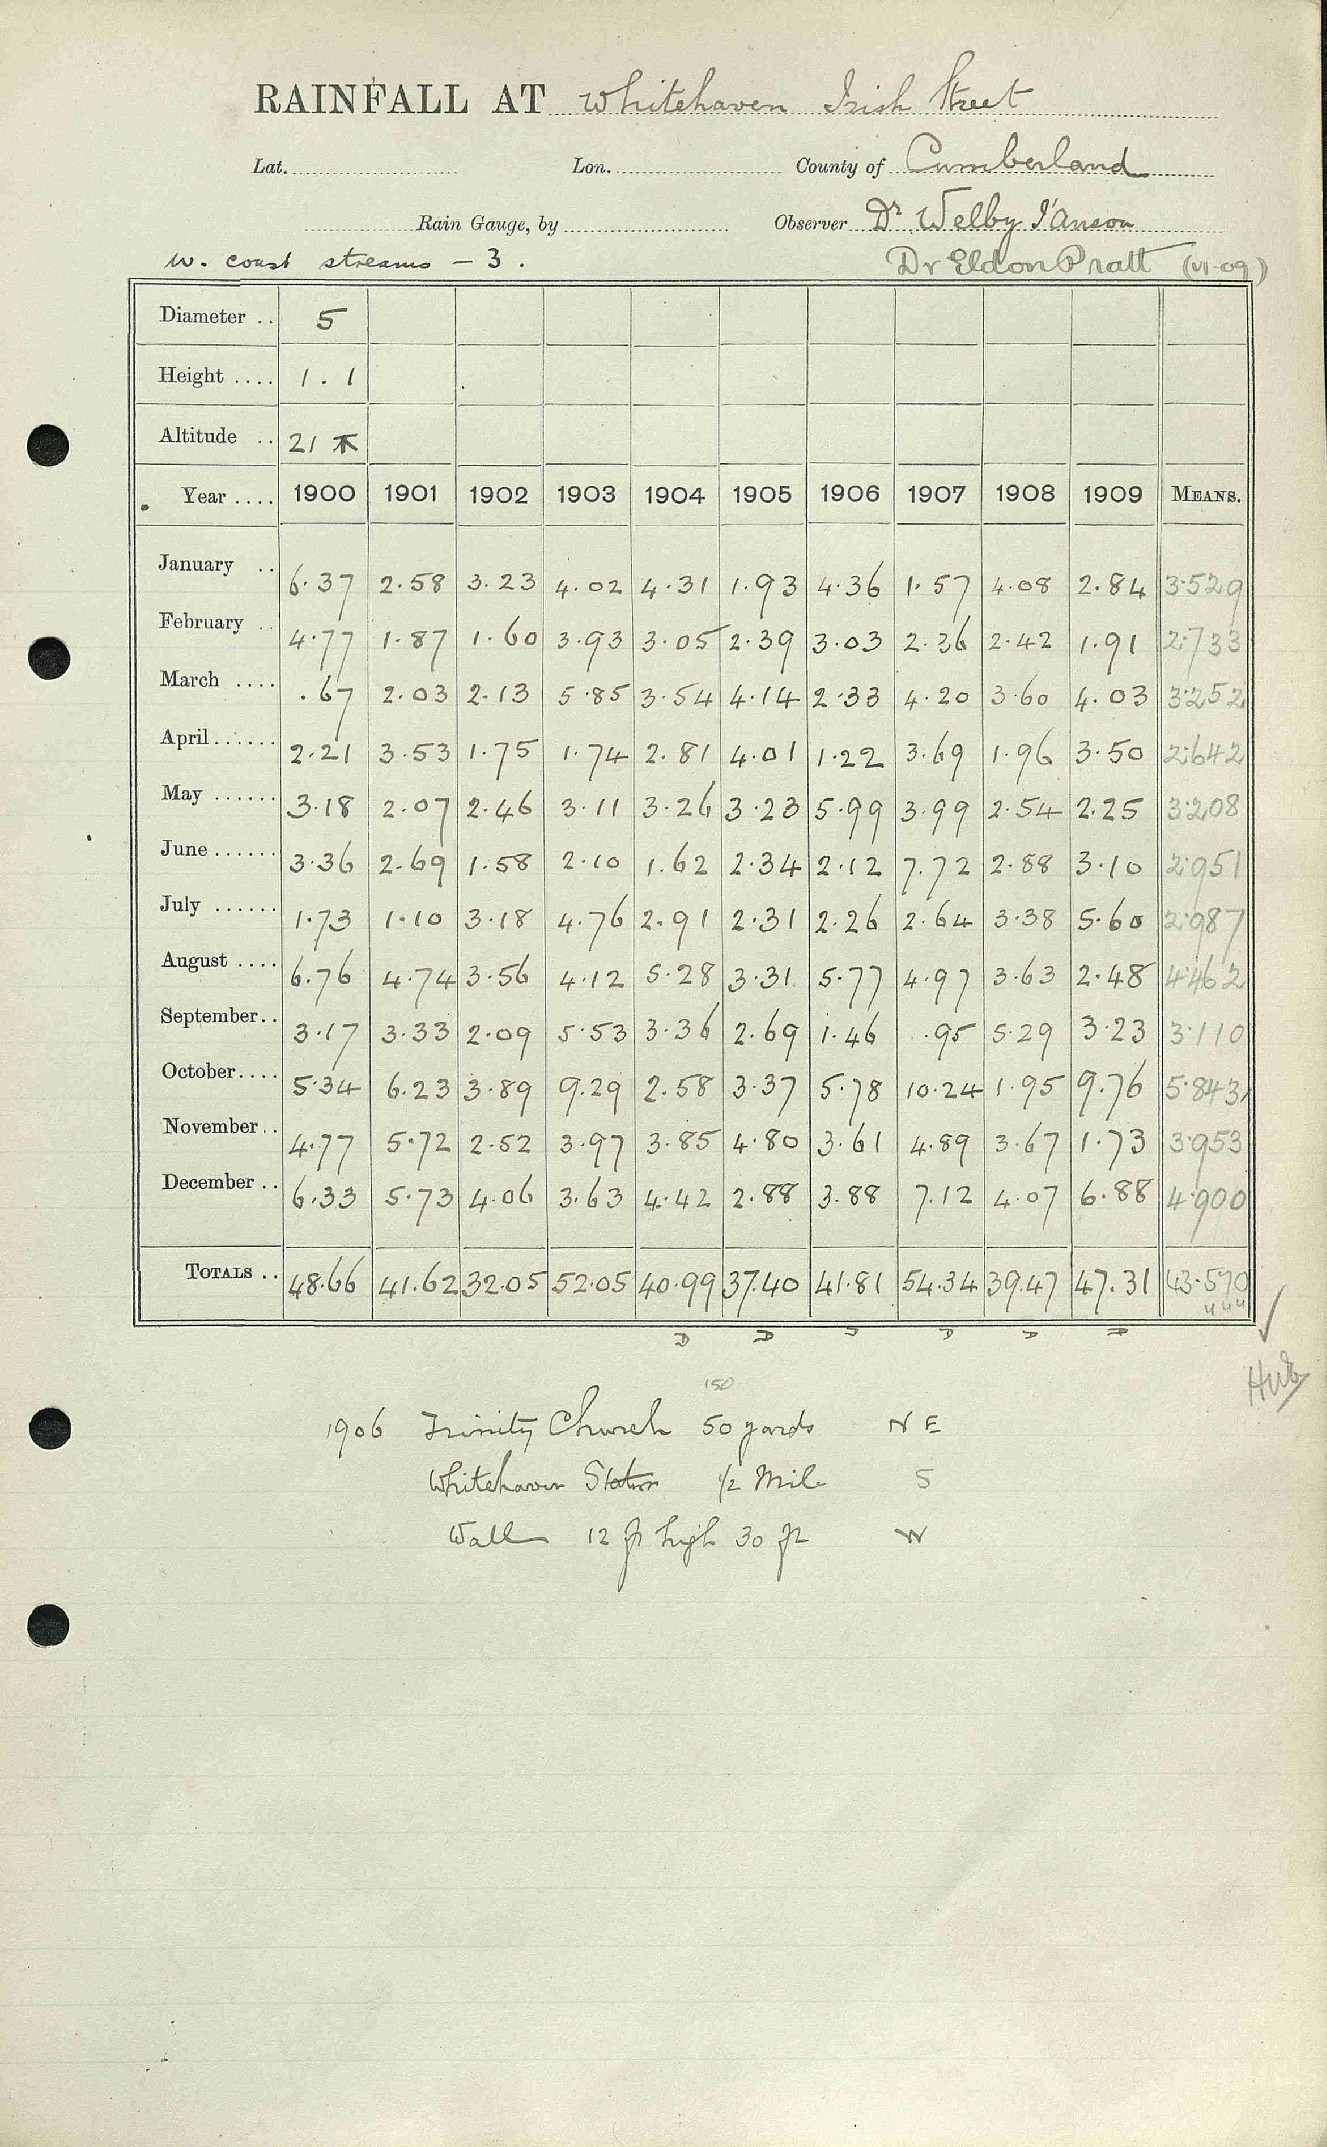 RAINFALL AT Whitehaven Irish Street
Lat. Lon. County of Cumberland
Rain Gauge, by Observer Dr Welby I'Anson
W. coast streams - 3. Dr Eldon Pratt (VI-09)
Diameter .. 5
Height .... 1.1
Altitude .. 21
Year .... 1900 1901 1902 1903 1904 1905 1906 1907 1908 1909 MEANS.
January .. 6.37 2.58 3.23 4.02 4.31 1.93 4.36 1.57 4.08 2.84 3.529
February .. 4.77 1.87 1.60 3.93 3.05 2.39 3.03 2.36 2.42 1.91 2.733
March .... .67 2.03 2.13 5.85 3.54 4.14 2.33 4.20 3.60 4.03 3.252
April...... 2.21 3.53 1.75 1.74 2.81 4.01 1.22 3.69 1.96 3.50 2.642
May ...... 3.18 2.07 2.46 3.11 3.26 3.23 5.99 3.99 2.54 2.25 3.208
June ...... 3.36 2.69 1.58 2.10 1.62 2.34 2.12 7.72 2.88 3.10 2.951
July ...... 1.73 1.10 3.18 4.76 2.91 2.31 2.26 2.64 3.38 5.60 2.987
August .... 6.76 4.74 3.56 4.12 5.28 3.31 5.77 4.97 3.63 2.48 4.462
September.. 3.17 3.33 2.09 5.53 3.36 2.69 1.46 .95 5.29 3.23 3.110
October.... 5.34 6.23 3.89 9.29 2.58 3.37 5.78 10.24 1.95 9.76 5.843
November.. 4.77 5.72 2.52 3.97 3.85 4.80 3.61 4.89 3.67 1.73 3.953
December .. 6.33 5.73 4.06 3.63 4.42 2.88 3.88 7.12 4.07 6.88 4.900
TOTALS .. 48.66 41.62 32.05 52.05 40.99 37.40 41.81 54.34 39.47 47.31 43.570
150
1906 Trinity Church 50 yards N E
Whitehaven Station 1/2 Mile S
Wall 12 ft high 30 ft W